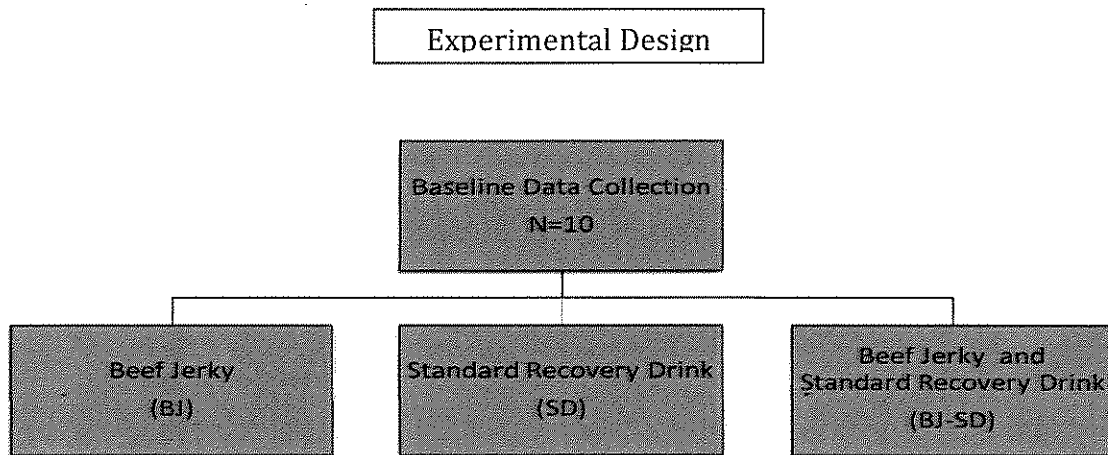 Experimental Design
Baseline Data Collection
N=10
Beef Jerky
(BJ)
Standard Recovery Drink
(SD)
Beef Jerky and
Standard Recovery Drink
(BJ-SD)